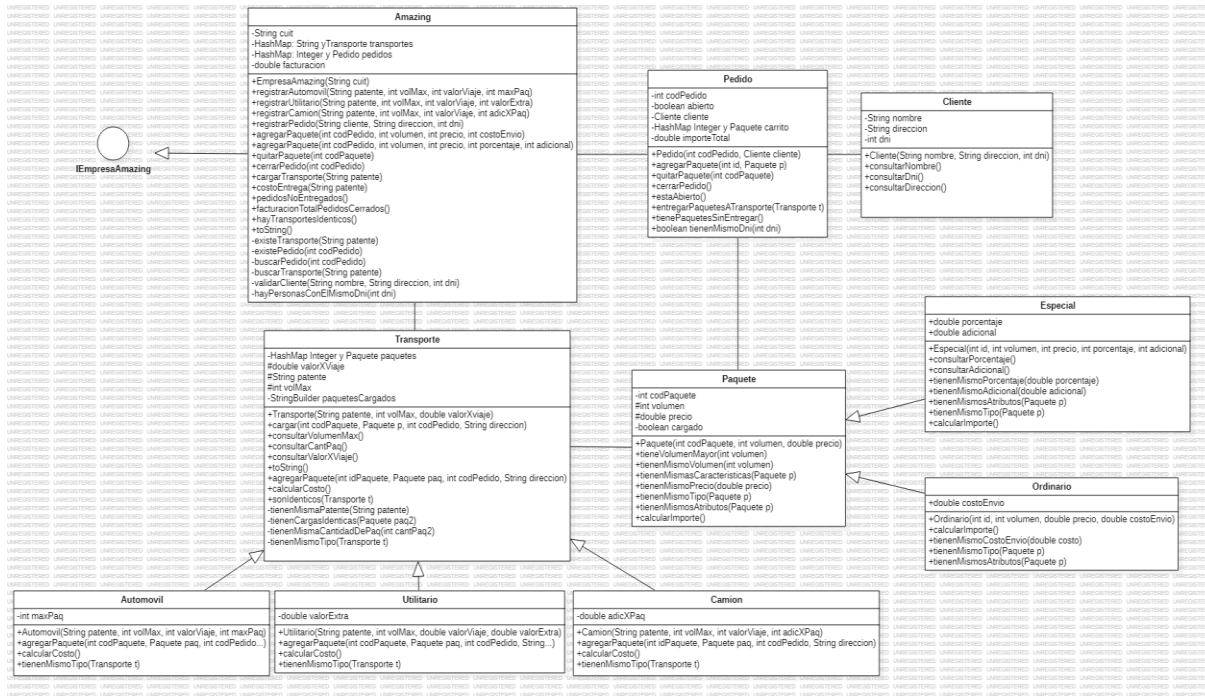 Amazing
-String cuit
-HashMap: String yTransporte transportes
-HashMap: Integer y Pedido pedidos
-double facturacion
+EmpresaAmazing(String cuit)
+registrarAutomovil(String patente, int volMax, int valorViaje, int maxPaq)
+registrarUtilitario(String patente, int volMax, int valorViaje, int valorExtra)
+registrarCamion(String patente, int volMax, int valorViaje, int adicXPaq)
+registrarPedido(String cliente, String direccion, int dni)
+agregarPaquete(int codPedido, int volumen, int precio, int costoEnvio)
+agregarPaquete(int codPedido, int volumen, int precio, int porcentaje, int adicional)
+quitarPaquete(int codPaquete)
+cerrarPedido(int codPedido)
+cargarTransporte(String patente)
+costoEntrega(String patente)
+pedidosNoEntregados()
+facturacionTotalPedidosCerrados()
+hayTransportesIdenticos()
+toString()
-existeTransporte(String patente)
-existePedido(int codPedido)
-buscarPedido(int codPedido)
-buscarTransporte(String patente)
-validarCliente(String nombre, String direccion, int dni)
-hayPersonasConElMismoDni(int dni)
IEmpresaAmazing
Pedido
-int codPedido
-boolean abierto
-Cliente cliente
-HashMap Integer y Paquete carrito
-double importeTotal
+Pedido(int codPedido, Cliente cliente)
+agregarPaquete(int id, Paquete p)
+quitarPaquete(int codPaquete)
+cerrarPedido()
+estaAbierto()
+entregarPaquetesATransporte(Transporte t)
+tienePaquetesSinEntregar()
+boolean tienenMismoDni(int dni)
Cliente
-String nombre
-String direccion
-int dni
+Cliente(String nombre, String direccion, int dni)
+consultarNombre()
+consultarDni()
+consultarDireccion()
Transporte
-HashMap Integer y Paquete paquetes
#double valorXViaje
#String patente
#int volMax
-StringBuilder paquetesCargados
+Transporte(String patente, int volMax, double valorXviaje)
+cargar(int codPaquete, Paquete p, int codPedido, String direccion)
+consultarVolumenMax()
+consultarCantPaq()
+consultarValorXViaje()
+toString()
+agregarPaquete(int idPaquete, Paquete paq, int codPedido, String direccion)
+calcularCosto()
+sonIdenticos(Transporte t)
-tienenMismaPatente(String patente)
-tienenCargasIdenticas(Paquete paq2)
-tienenMismaCantidadDePaq(int cantPaq2)
-tienenMismoTipo(Transporte t)
Paquete
-int codPaquete
#int volumen
#double precio
-boolean cargado
+Paquete(int codPaquete, int volumen, double precio)
+tieneVolumenMayor(int volumen)
+tienenMismoVolumen(int volumen)
+tienenMismasCaracteristicas(Paquete p)
+tienenMismoPrecio(double precio)
+tienenMismoTipo(Paquete p)
+tienenMismosAtributos(Paquete p)
+calcularImporte()
Especial
+double porcentaje
+double adicional
+Especial(int id, int volumen, int precio, int porcentaje, int adicional)
+consultarPorcentaje()
+consultarAdicional()
+tienenMismoPorcentaje(double porcentaje)
+tienenMismoAdicional(double adicional)
+tienenMismosAtributos(Paquete p)
+tienenMismoTipo(Paquete p)
+calcularImporte()
Ordinario
+double costoEnvio
+Ordinario(int id, int volumen, double precio, double costoEnvio)
+calcularImporte()
+tienenMismoCostoEnvio(double costo)
+tienenMismoTipo(Paquete p)
+tienenMismosAtributos(Paquete p)
Automovil
-int maxPaq
+Automovil(String patente, int volMax, int valorViaje, int maxPaq)
+agregarPaquete(int codPaquete, Paquete paq, int codPedido...)
+calcularCosto()
+tienenMismoTipo(Transporte t)
Utilitario
-double valorExtra
+Utilitario(String patente, int volMax, double valorViaje, double valorExtra)
+agregarPaquete(int codPaquete, Paquete paq, int codPedido, String...)
+calcularCosto()
+tienenMismoTipo(Transporte t)
Camion
-double adicXPaq
+Camion(String patente, int volMax, int valorViaje, int adicXPaq)
+agregarPaquete(int idPaquete, Paquete paq, int codPedido, String direccion)
+calcularCosto()
+tienenMismoTipo(Transporte t)